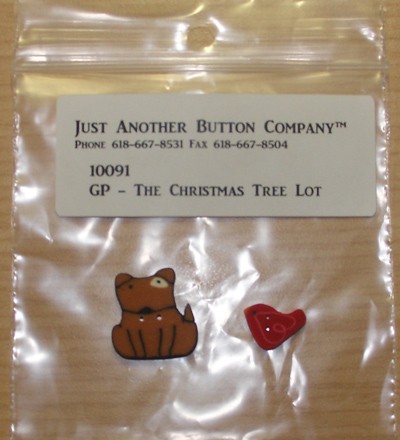 Just Another Button Company™
Phone 618-667-8531 Fax 618-667-8504
10091
GP - The Christmas Tree Lot